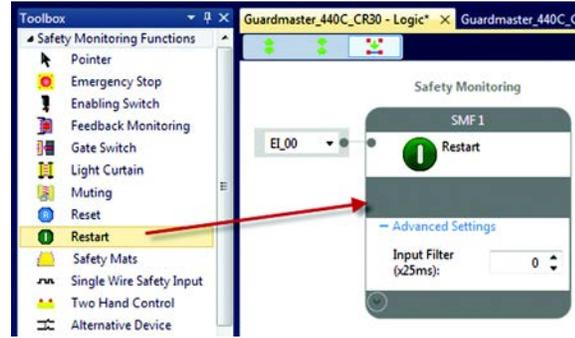 Toolbox
Safety Monitoring Functions
Pointer
Emergency Stop
Enabling Switch
Feedback Monitoring
Gate Switch
Light Curtain
Muting
Reset
Restart
Safety Mats
Single Wire Safety Input
Two Hand Control
Alternative Device
Guardmaster_440C_CR30 - Logic*
Guardmaster_440C_C
Safety Monitoring
SMF 1
EI_00
Restart
Advanced Settings
Input Filter
(x25ms):
0